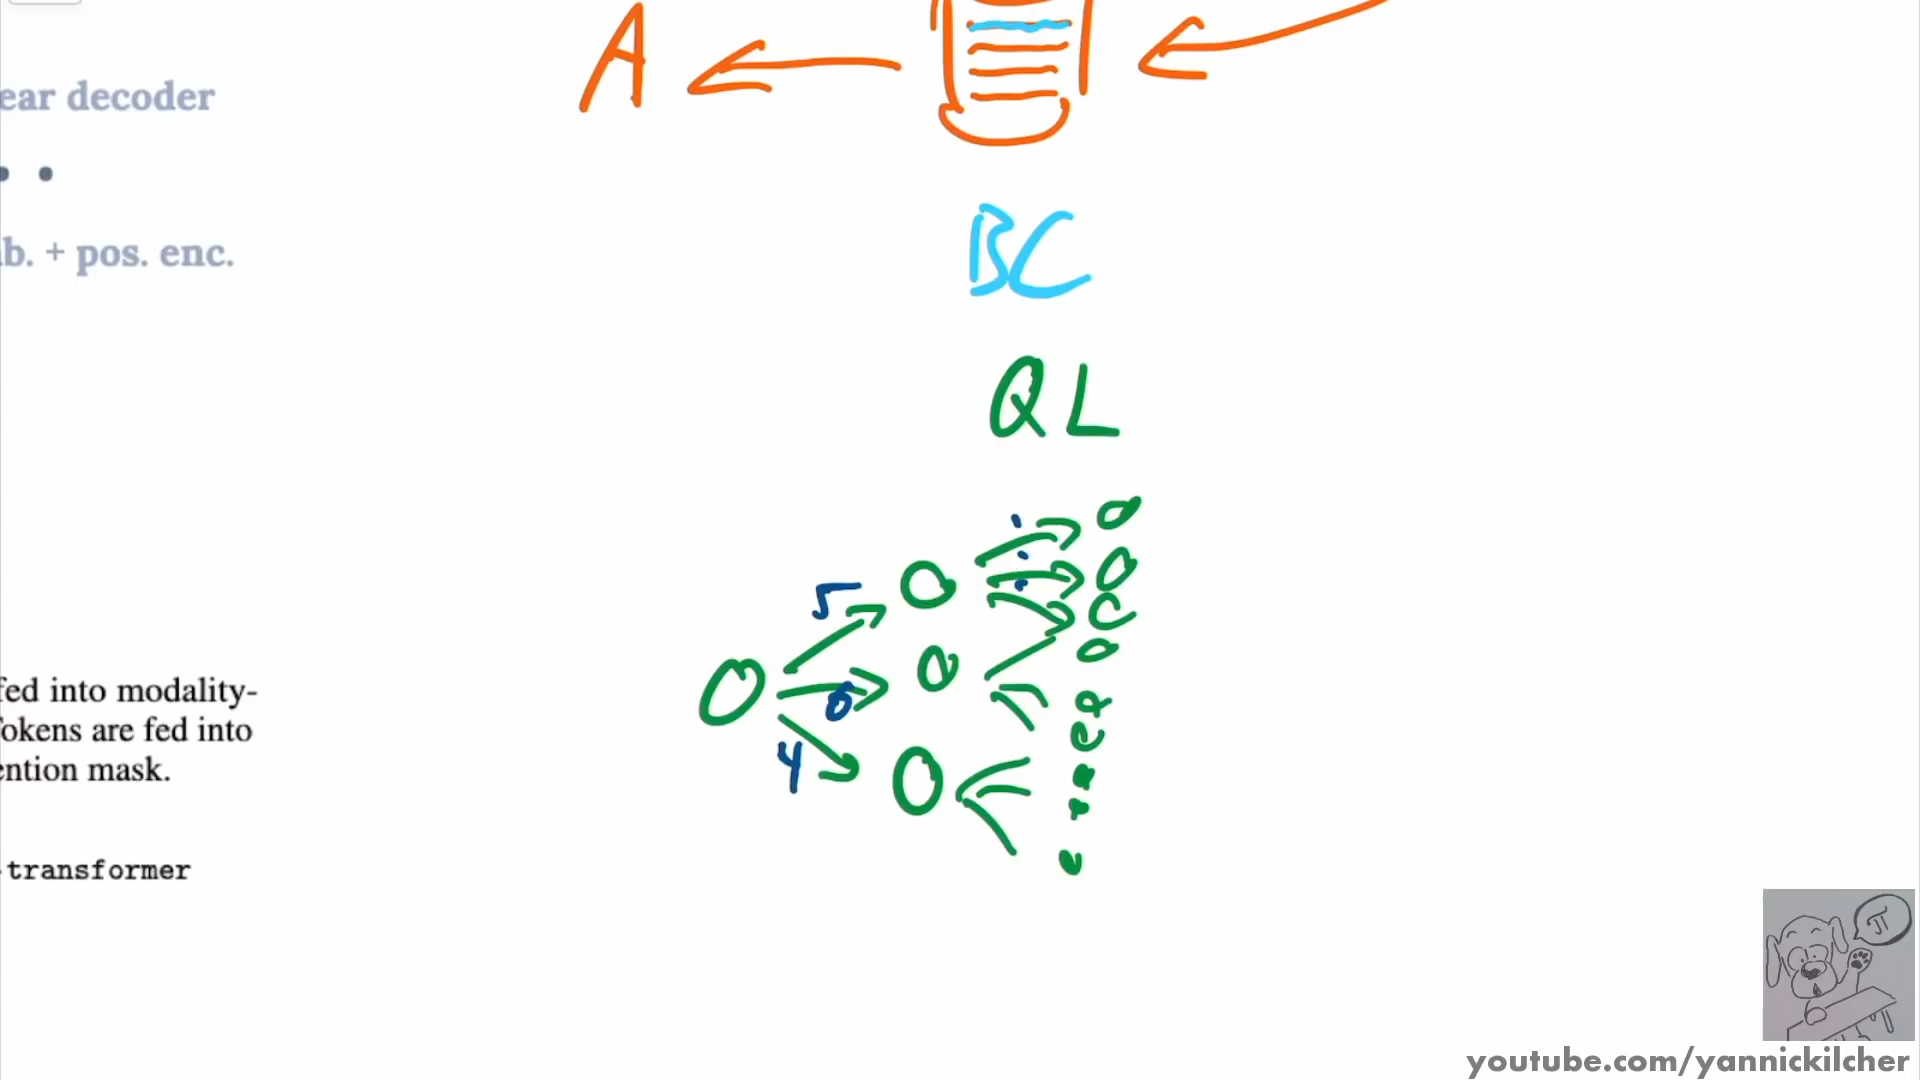 A
ear decoder
BC
b. + pos. enc.
QL
5
4
fed into modality-
okens are fed into
ention mask.
transformer
π
youtube.com/yannickilcher